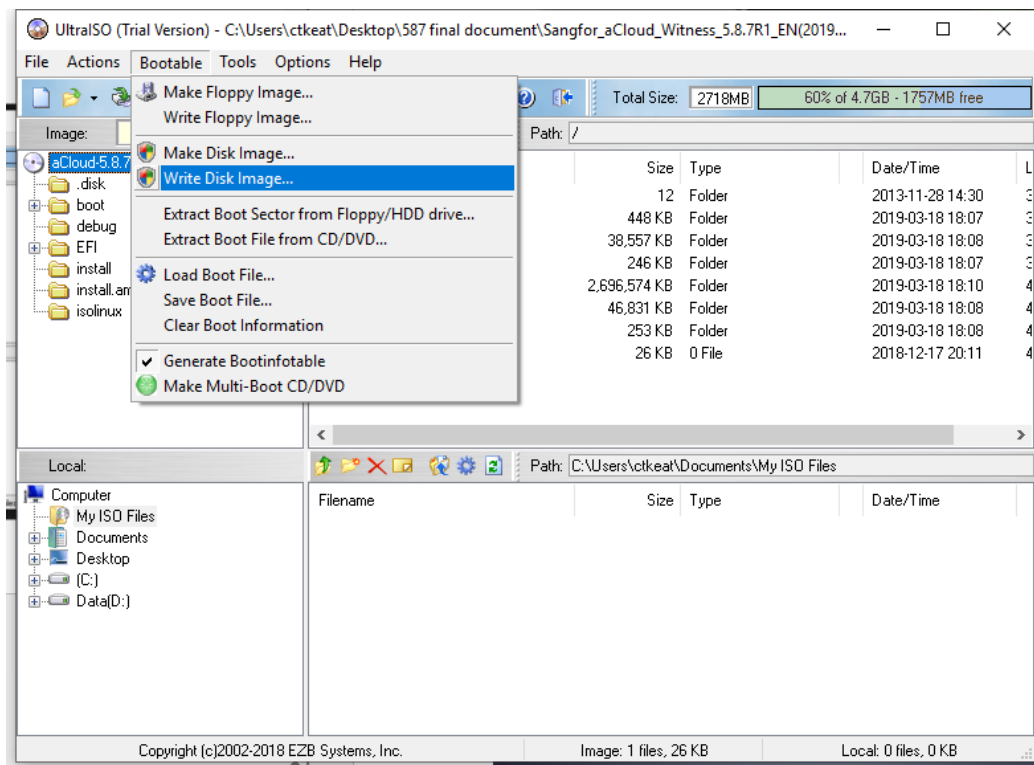 UltraISO (Trial Version) - C:\Users\ctkeat\Desktop\587 final document\Sangfor_aCloud_Witness_5.8.7R1_EN(2019...
File Actions Bootable Tools Options Help
Total Size: 2718MB 60% of 4.7GB - 1757MB free
Make Floppy Image...
Write Floppy Image...
Make Disk Image...
Write Disk Image...
Extract Boot Sector from Floppy/HDD drive...
Extract Boot File from CD/DVD...
Load Boot File...
Save Boot File...
Clear Boot Information
Generate Bootinfotable
Make Multi-Boot CD/DVD
Image: Path: /
aCloud-5.8.7
.disk
boot
debug
EFI
install
install.am
isolinux
Size Type Date/Time
12 Folder 2013-11-28 14:30
448 KB Folder 2019-03-18 18:07
38,557 KB Folder 2019-03-18 18:08
246 KB Folder 2019-03-18 18:07
2,696,574 KB Folder 2019-03-18 18:10
46,831 KB Folder 2019-03-18 18:08
253 KB Folder 2019-03-18 18:08
26 KB 0 File 2018-12-17 20:11
Local: Path: C:\Users\ctkeat\Documents\My ISO Files
Computer
My ISO Files
Documents
Desktop
(C:)
Data(D:)
Filename Size Type Date/Time
Copyright (c)2002-2018 EZB Systems, Inc. Image: 1 files, 26 KB Local: 0 files, 0 KB